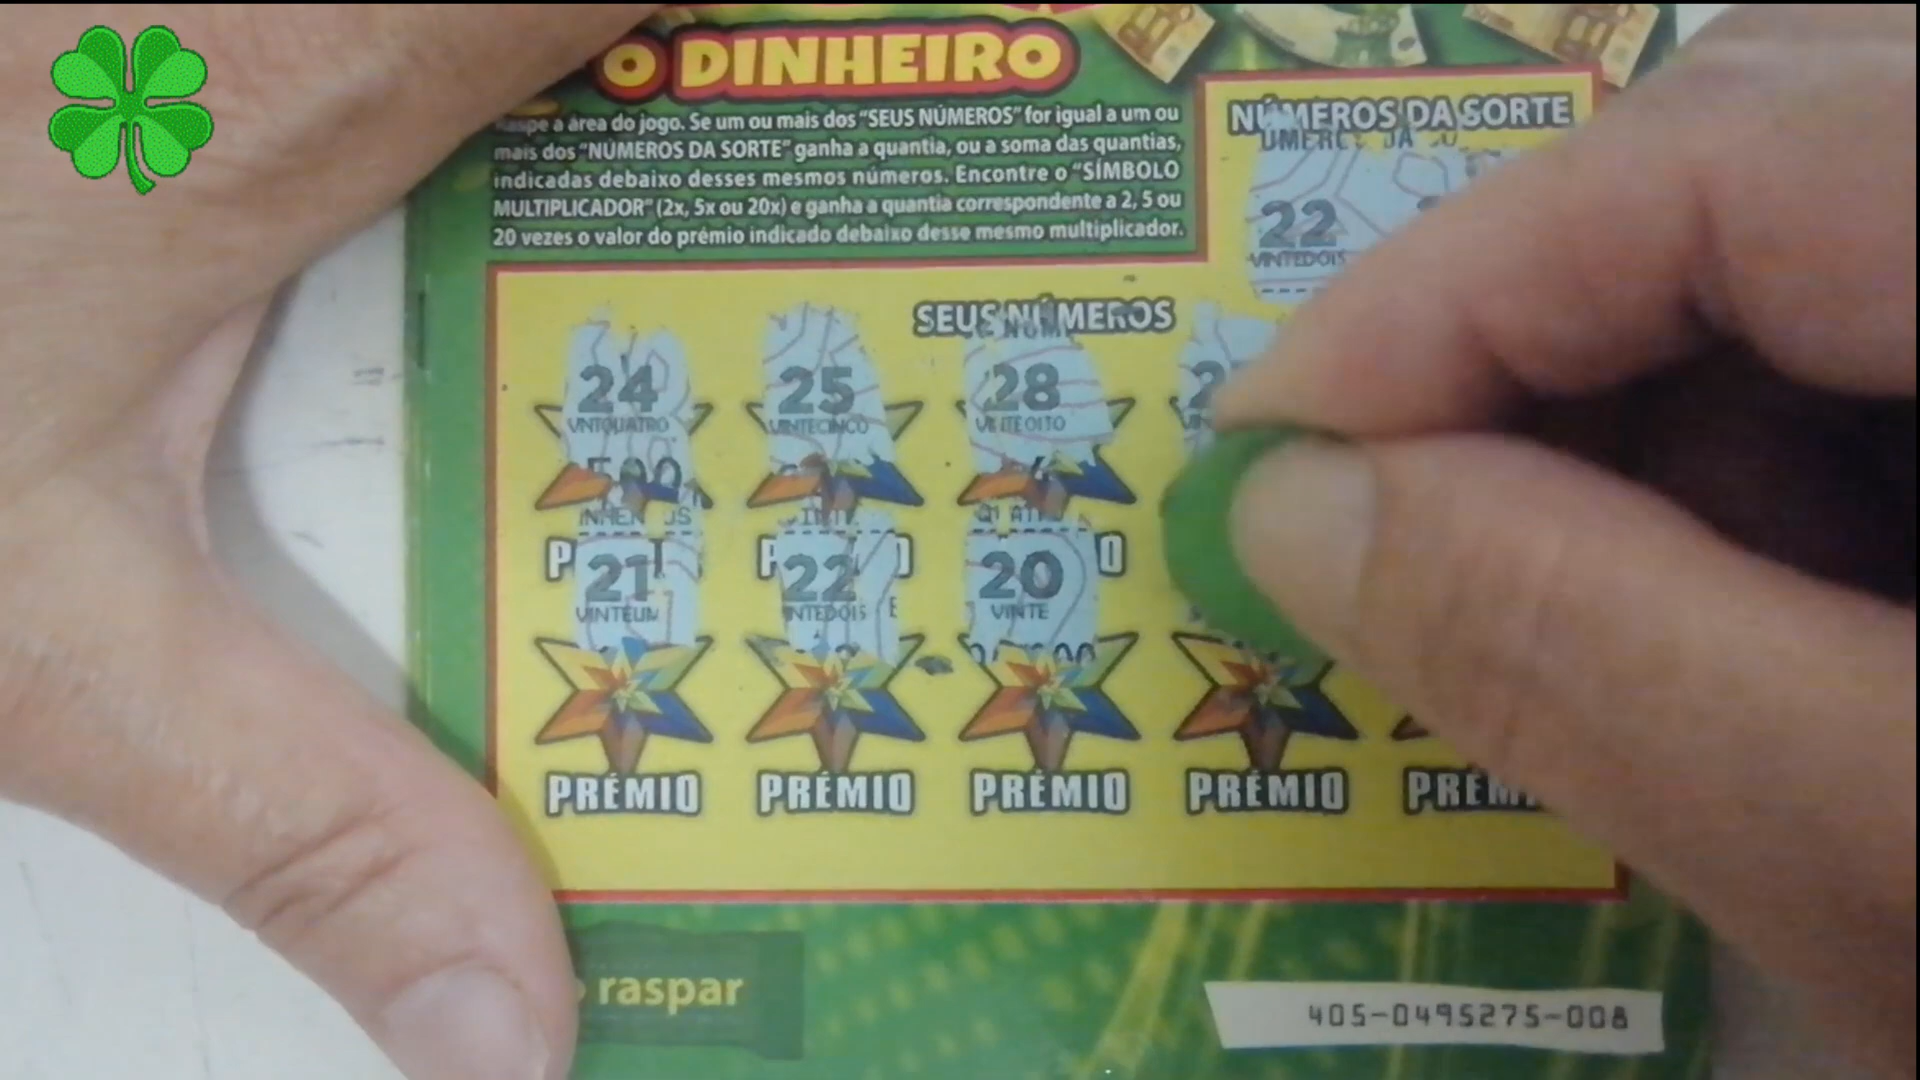 O DINHEIRO
Raspe a área do jogo. Se um ou mais dos "SEUS NÚMEROS" for igual a um ou
mais dos "NÚMEROS DA SORTE" ganha a quantia, ou a soma das quantias,
indicadas debaixo desses mesmos números. Encontre o "SÍMBOLO
MULTIPLICADOR" (2x, 5x ou 20x) e ganha a quantia correspondente a 2, 5 ou
20 vezes o valor do prémio indicado debaixo desse mesmo multiplicador.
NÚMEROS DA SORTE
22
VINTEDOIS
SEUS NÚMEROS
24 25 28
VNTQUATRO VINTECINCO VINTEOITO
500
21 22 20
VINTEUM VINTE
PRÉMIO PRÉMIO PRÉMIO PRÉMIO
raspar
405-0495275-008